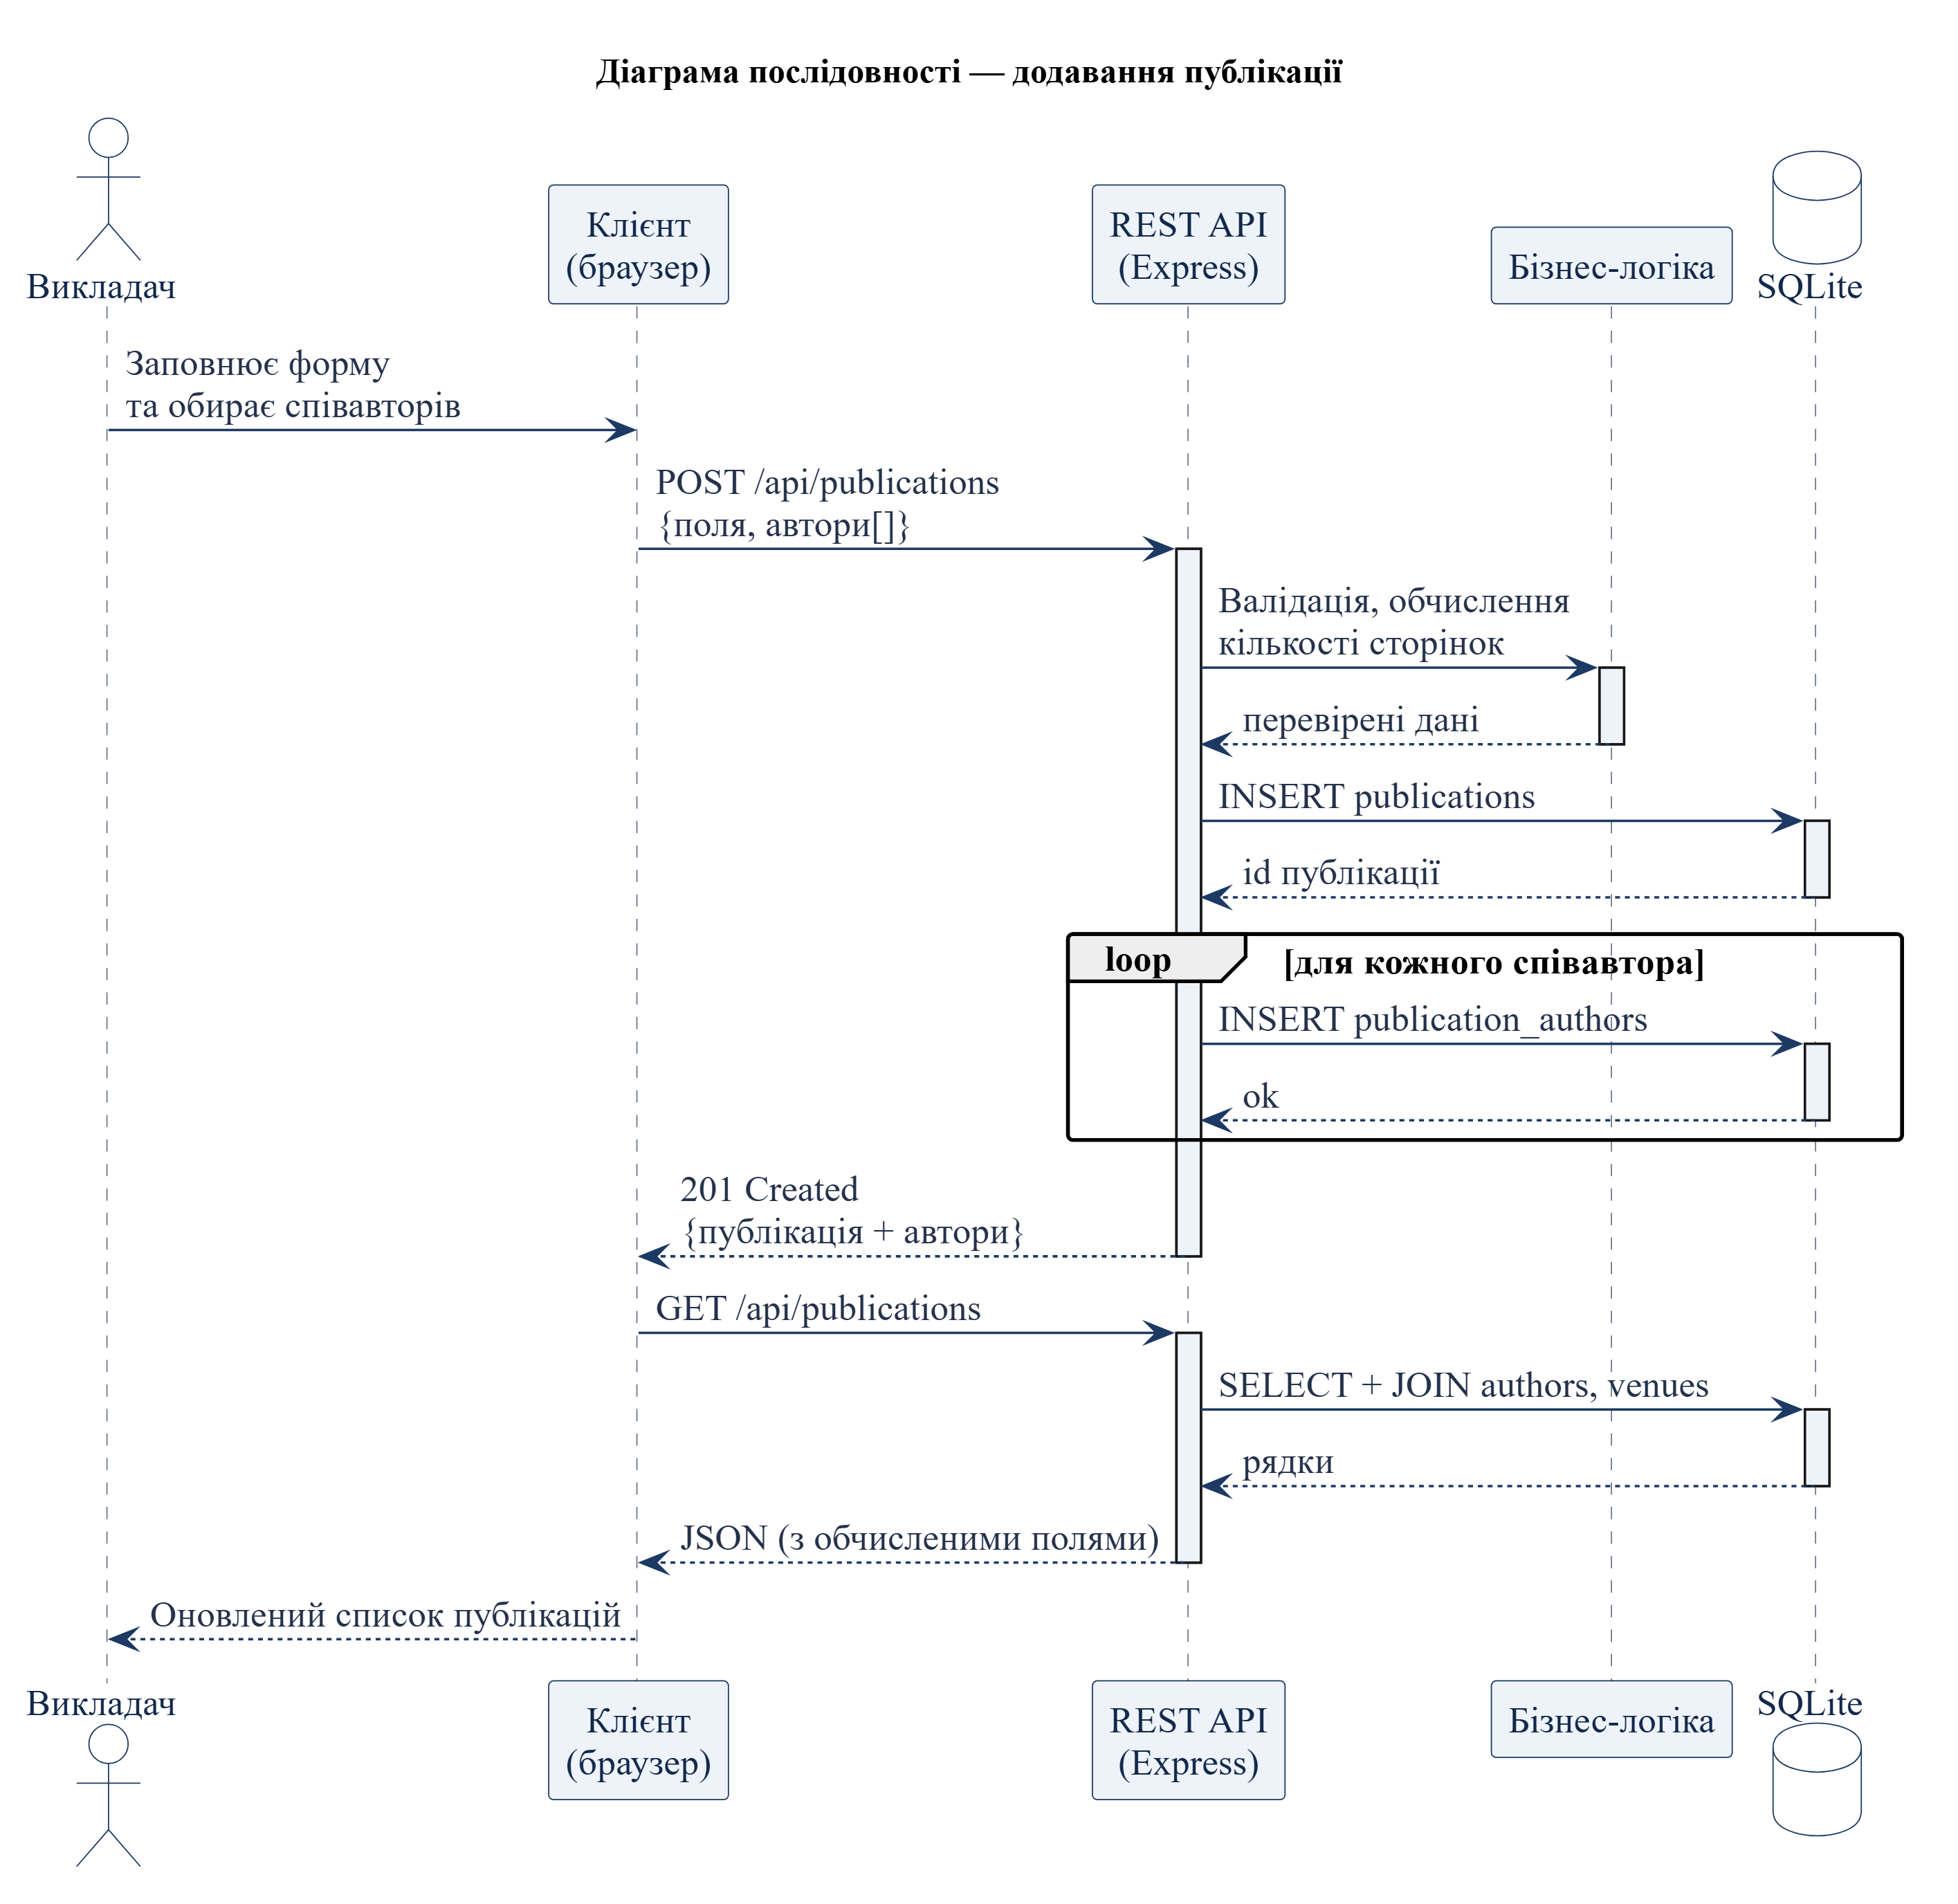 Діаграма послідовності — додавання публікації
Викладач
Клієнт
(браузер)
REST API
(Express)
Бізнес-логіка
SQLite
Заповнює форму
та обирає співавторів
POST /api/publications
{поля, автори[]}
Валідація, обчислення
кількості сторінок
перевірені дані
INSERT publications
id публікації
loop
[для кожного співавтора]
INSERT publication_authors
ok
201 Created
{публікація + автори}
GET /api/publications
SELECT + JOIN authors, venues
рядки
JSON (з обчисленими полями)
Оновлений список публікацій
Викладач
Клієнт
(браузер)
REST API
(Express)
Бізнес-логіка
SQLite